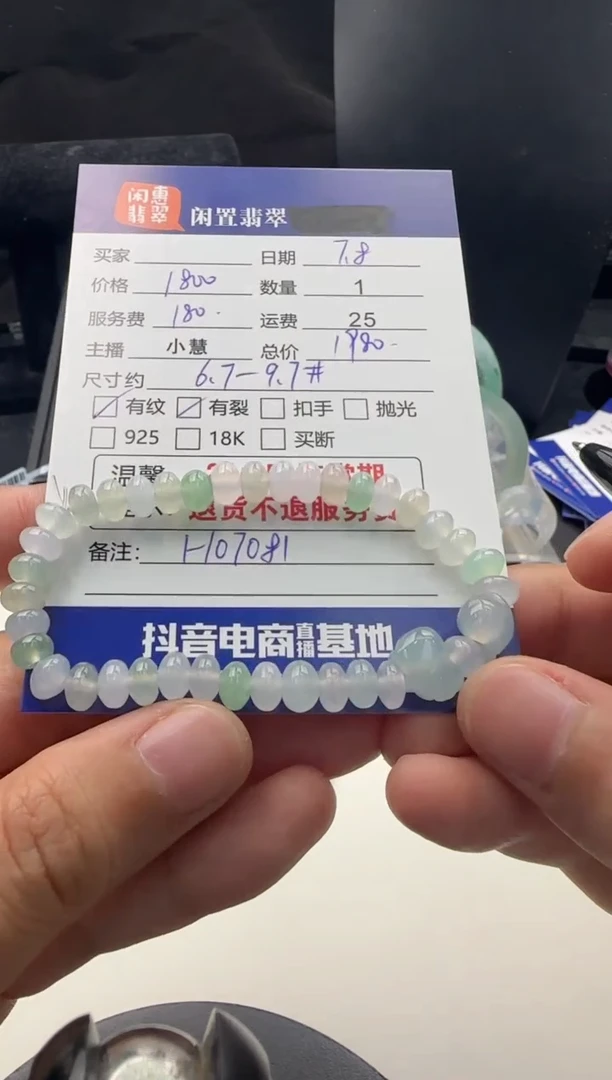 闲惠
翡翠
闲置翡翠
买家 日期 7.8
价格 1800 数量 1
服务费 180. 运费 25
主播 小慧 总价 1980-
尺寸约 6.7-9.7#
有纹 有裂 扣手 抛光
925 18K 买断
温馨
退货不退服务费
备注: H07081
抖音电商直播基地